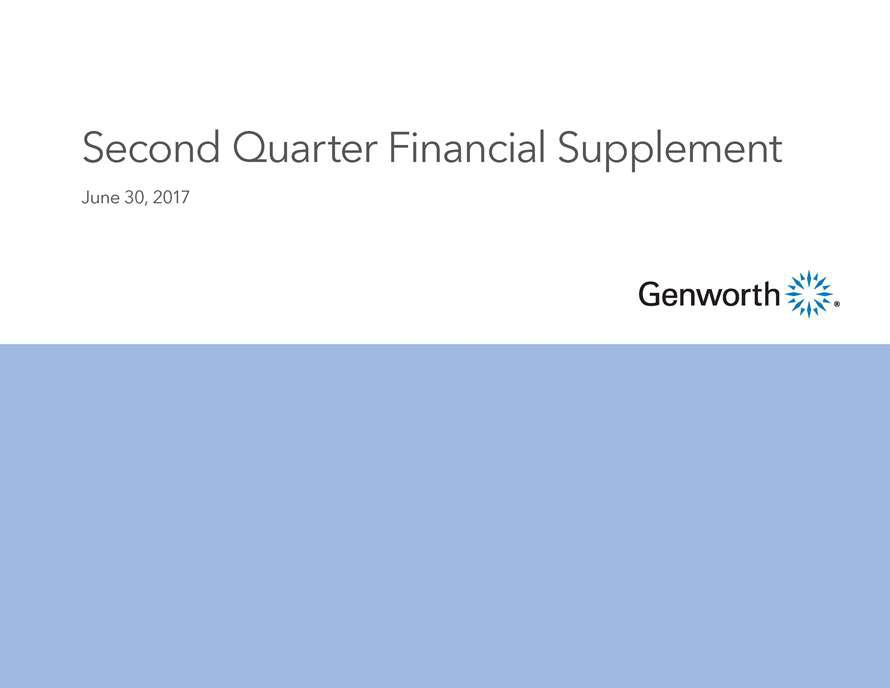 Second Quarter Financial Supplement
June 30, 2017
Genworth ®